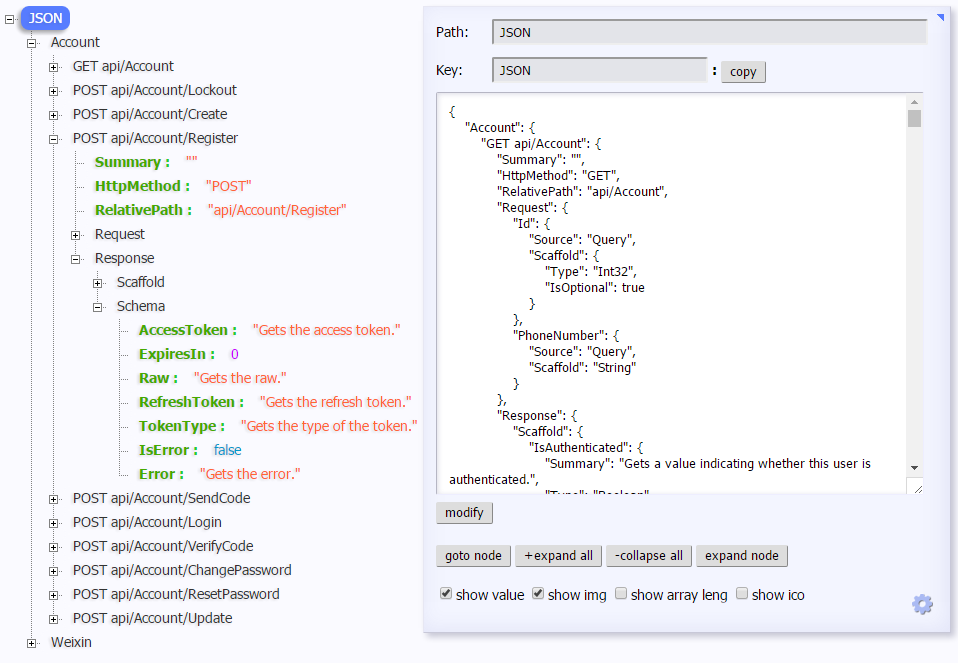 JSON
Account
GET api/Account
POST api/Account/Lockout
POST api/Account/Create
POST api/Account/Register
Summary : ""
HttpMethod : "POST"
RelativePath : "api/Account/Register"
Request
Response
Scaffold
Schema
AccessToken : "Gets the access token."
ExpiresIn : 0
Raw : "Gets the raw."
RefreshToken : "Gets the refresh token."
TokenType : "Gets the type of the token."
IsError : false
Error : "Gets the error."
POST api/Account/SendCode
POST api/Account/Login
POST api/Account/VerifyCode
POST api/Account/ChangePassword
POST api/Account/ResetPassword
POST api/Account/Update
Weixin
Path: JSON
Key: JSON : copy
{
"Account": {
"GET api/Account": {
"Summary": "",
"HttpMethod": "GET",
"RelativePath": "api/Account",
"Request": {
"Id": {
"Source": "Query",
"Scaffold": {
"Type": "Int32",
"IsOptional": true
}
},
"PhoneNumber": {
"Source": "Query",
"Scaffold": "String"
}
},
"Response": {
"Scaffold": {
"IsAuthenticated": {
"Summary": "Gets a value indicating whether this user is
authenticated.",
"Type": "Boolean"
modify
goto node +expand all -collapse all expand node
show value show img show array leng show ico